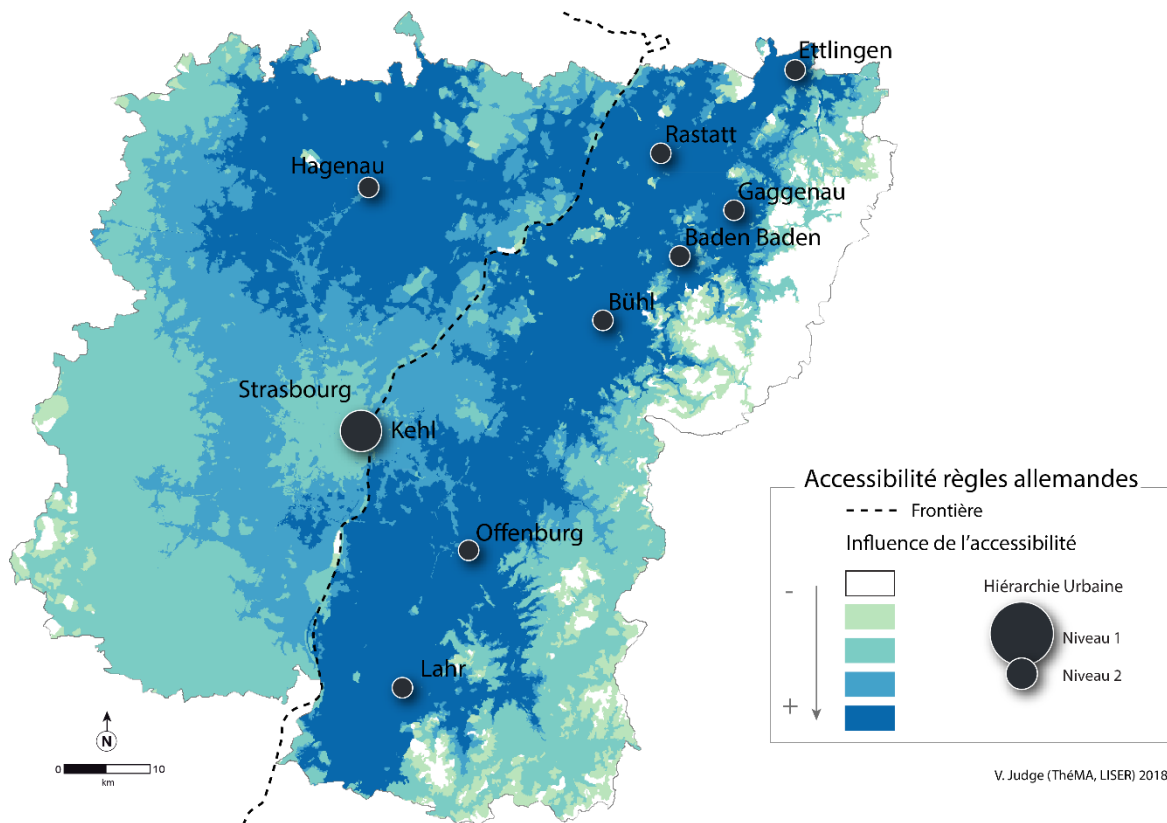 Ettlingen
Rastatt
Hagenau
Gaggenau
Baden Baden
Bühl
Strasbourg
Kehl
Offenburg
Lahr
N
0 10
km
Accessibilité règles allemandes
Frontière
Influence de l'accessibilité
-
+
Hiérarchie Urbaine
Niveau 1
Niveau 2
V. Judge (ThéMA, LISER) 2018